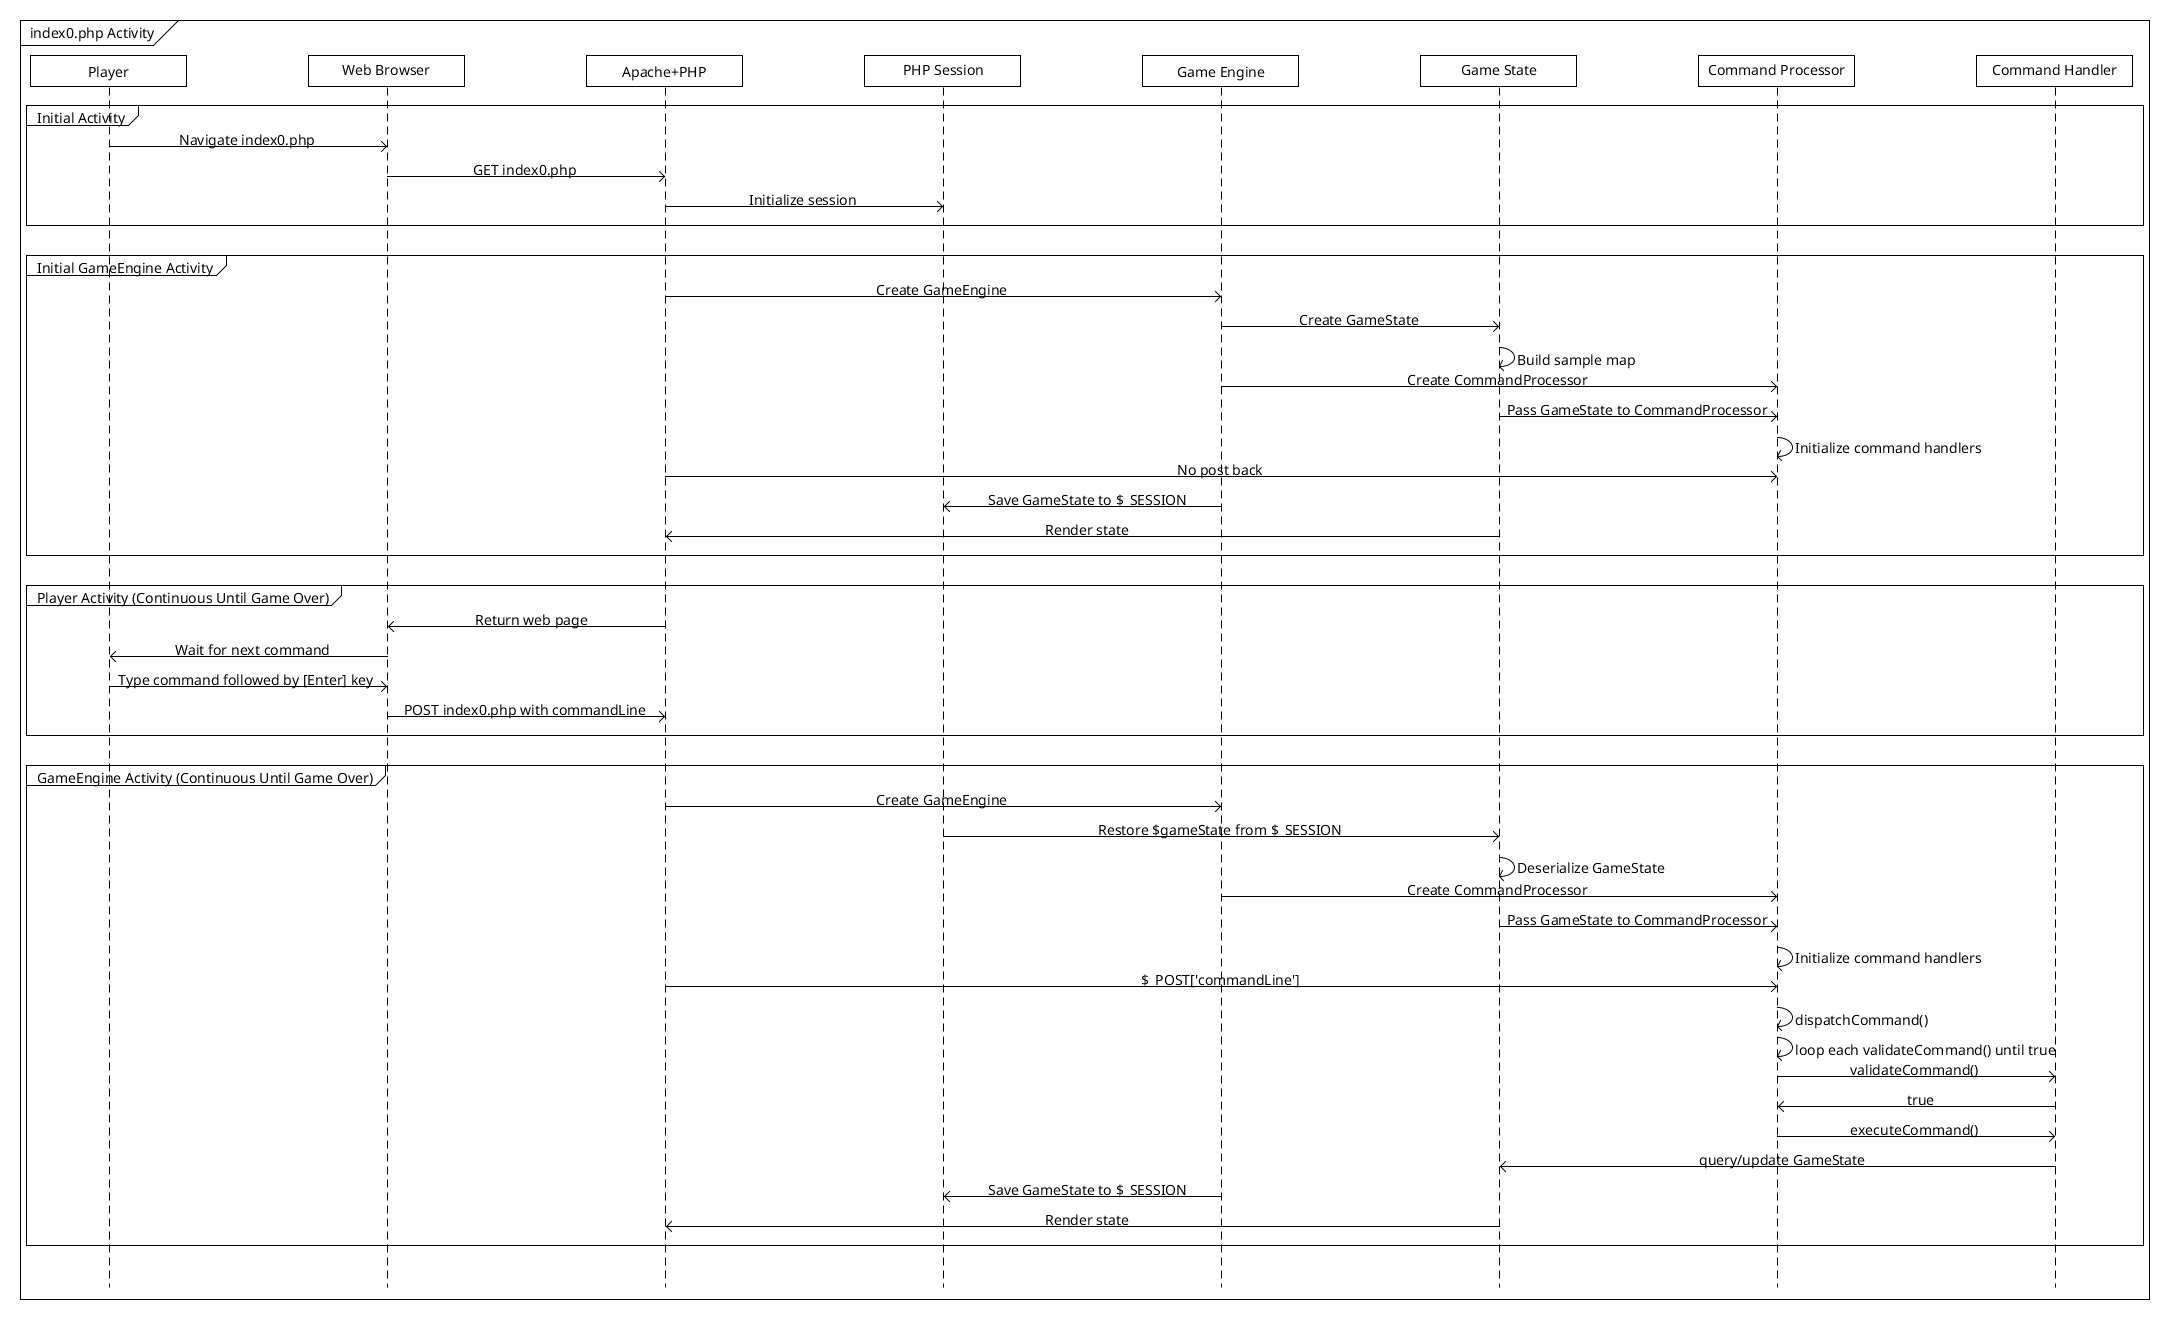 index0.php Activity
Player
Web Browser
Apache+PHP
PHP Session
Game Engine
Game State
Command Processor
Command Handler
Initial Activity
Navigate index0.php
GET index0.php
Initialize session
Initial GameEngine Activity
Create GameEngine
Create GameState
Build sample map
Create CommandProcessor
Pass GameState to CommandProcessor
Initialize command handlers
No post back
Save GameState to $_SESSION
Render state
Player Activity (Continuous Until Game Over)
Return web page
Wait for next command
Type command followed by [Enter] key
POST index0.php with commandLine
GameEngine Activity (Continuous Until Game Over)
Create GameEngine
Restore $gameState from $_SESSION
Deserialize GameState
Create CommandProcessor
Pass GameState to CommandProcessor
Initialize command handlers
$_POST['commandLine']
dispatchCommand()
loop each validateCommand() until true
validateCommand()
true
executeCommand()
query/update GameState
Save GameState to $_SESSION
Render state